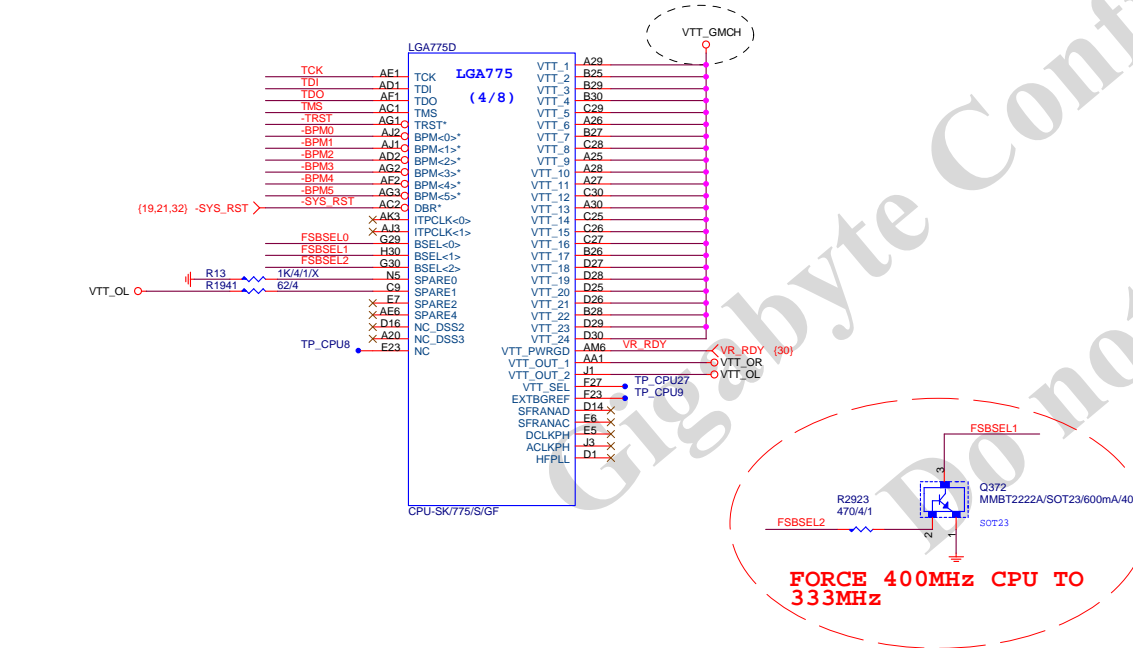 VTT_GMCH
LGA775D
LGA775
(4/8)
TCK AE1 TCK VTT_1 A29
TDI AD1 TDI VTT_2 B25
TDO AF1 TDO VTT_3 B29
TMS AC1 TMS VTT_4 B30
-TRST AG1 TRST* VTT_5 C29
-BPM0 AJ2 BPM<0>* VTT_6 A26
-BPM1 AJ1 BPM<1>* VTT_7 B27
-BPM2 AD2 BPM<2>* VTT_8 C28
-BPM3 AG2 BPM<3>* VTT_9 A25
-BPM4 AF2 BPM<4>* VTT_10 A28
-BPM5 AG3 BPM<5>* VTT_11 A27
{19,21,32} -SYS_RST -SYS_RST AC2 DBR* VTT_12 C30
AK3 ITPCLK<0> VTT_13 A30
AJ3 ITPCLK<1> VTT_14 C25
FSBSEL0 G29 BSEL<0> VTT_15 C26
FSBSEL1 H30 BSEL<1> VTT_16 C27
FSBSEL2 G30 BSEL<2> VTT_17 B26
R13 1K/4/1/X N5 SPARE0 VTT_18 D27
VTT_OL R1941 62/4 C9 SPARE1 VTT_19 D28
E7 SPARE2 VTT_20 D25
AE6 SPARE4 VTT_21 D26
D16 NC_DSS2 VTT_22 B28
A20 NC_DSS3 VTT_23 D29
TP_CPU8 E23 NC VTT_24 D30
VTT_PWRGD AM6 VR_RDY VR_RDY {30}
VTT_OUT_1 AA1 VTT_OR
VTT_OUT_2 J1 VTT_OL
VTT_SEL F27 TP_CPU27
EXTBGREF F23 TP_CPU9
SFRANAD D14
SFRANAC E6
DCLKPH E5
ACLKPH J3
HFPLL D1
CPU-SK/775/S/GF
FSBSEL1
3
Q372
MMBT2222A/SOT23/600mA/40
SOT23
R2923
470/4/1
FSBSEL2
2 1
FORCE 400MHz CPU TO
333MHz
Gigabyte Conf
Do not